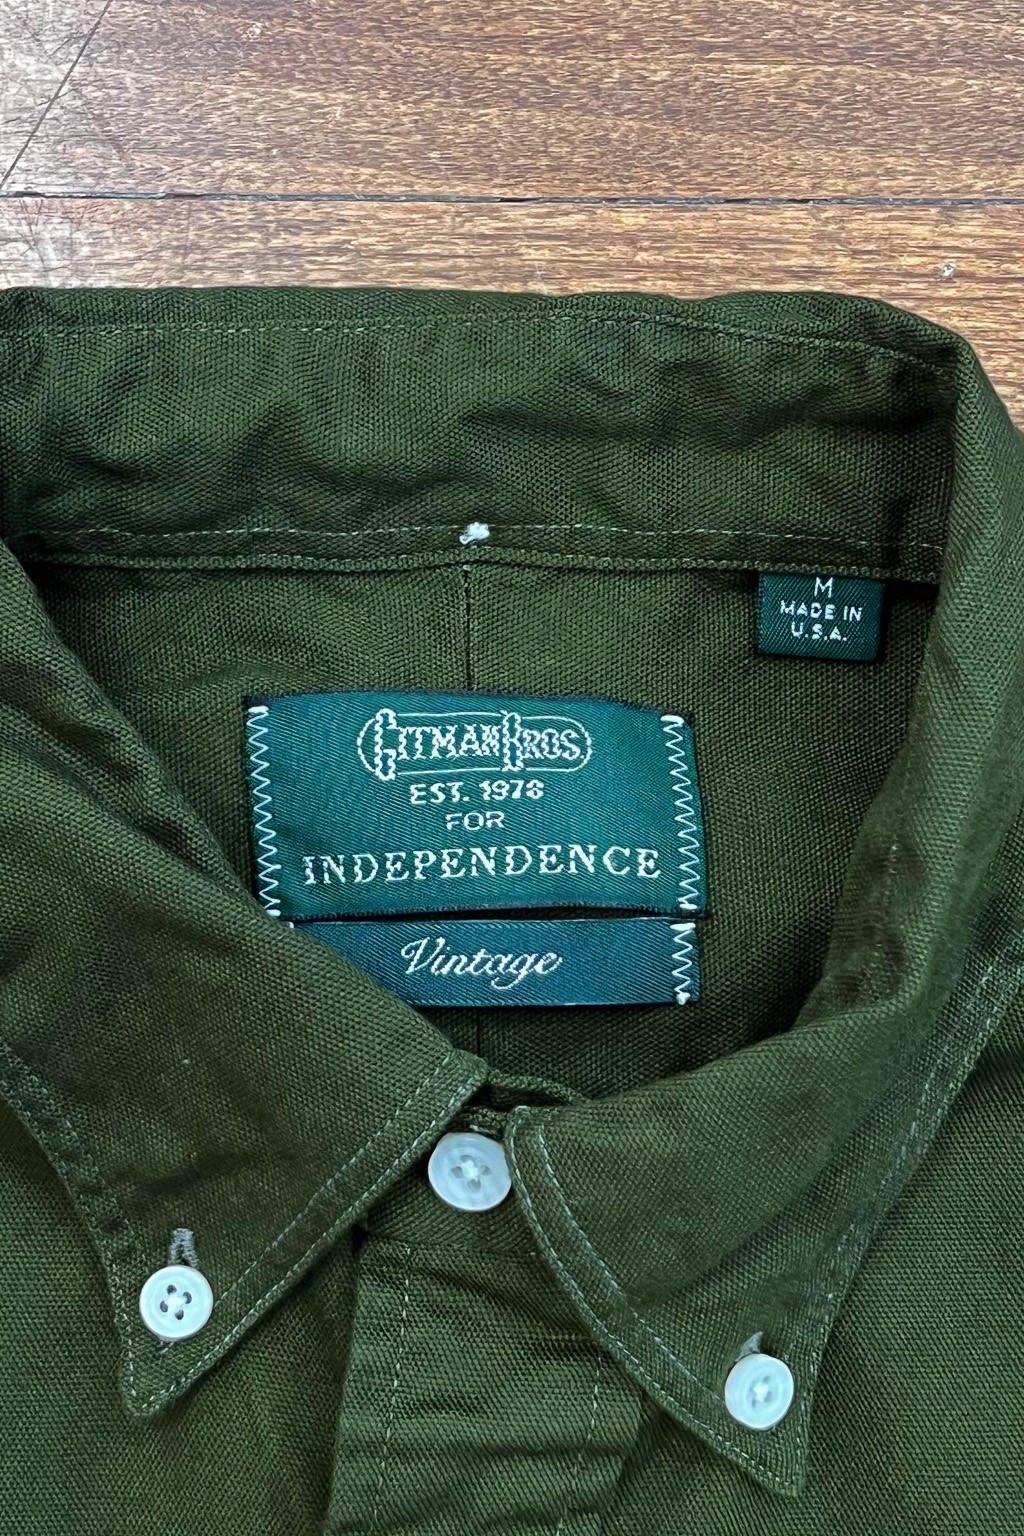 M
MADE IN
U.S.A.
GITMAN BROS.
EST. 1978
FOR
INDEPENDENCE
Vintage